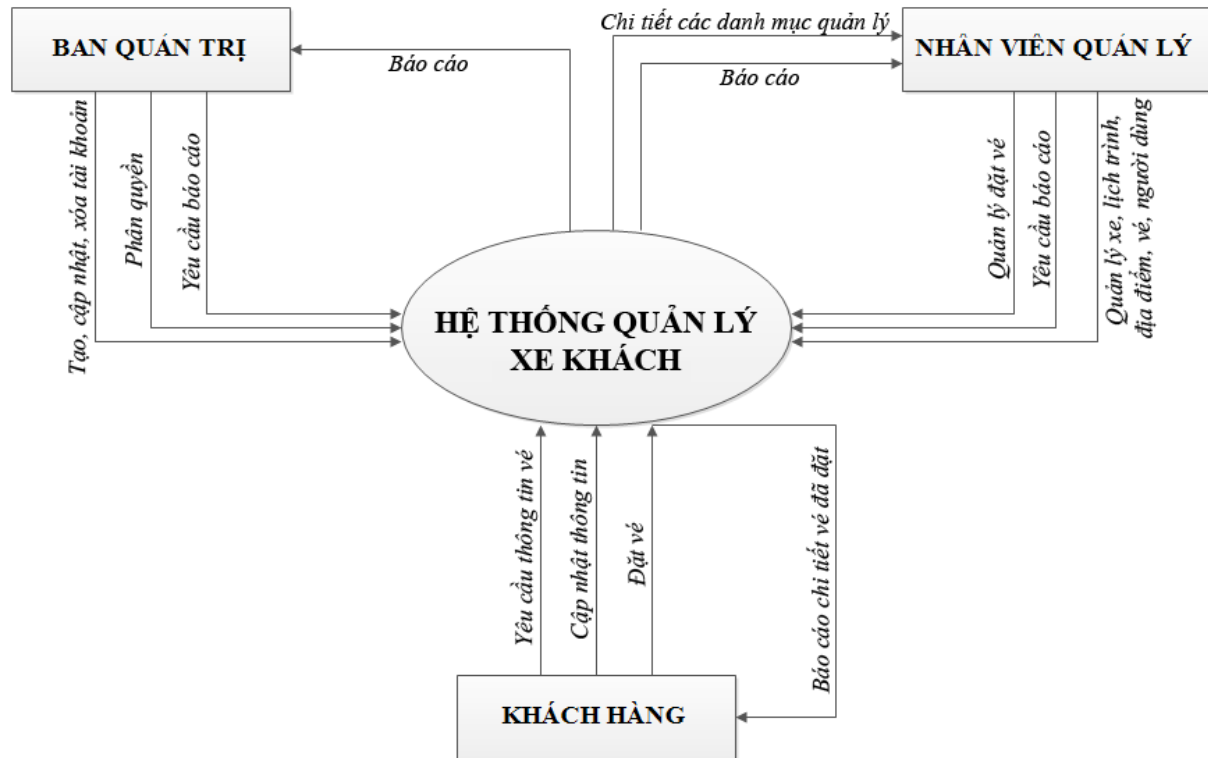 BAN QUẢN TRỊ
Báo cáo
Chi tiết các danh mục quản lý
NHÂN VIÊN QUẢN LÝ
Báo cáo
Tạo, cập nhật, xóa tài khoản
Phân quyền
Yêu cầu báo cáo
Quản lý đặt vé
Yêu cầu báo cáo
Quản lý xe, lịch trình,
địa điểm, vé, người dùng
HỆ THỐNG QUẢN LÝ
XE KHÁCH
Yêu cầu thông tin vé
Cập nhật thông tin
Đặt vé
Báo cáo chi tiết vé đã đặt
KHÁCH HÀNG